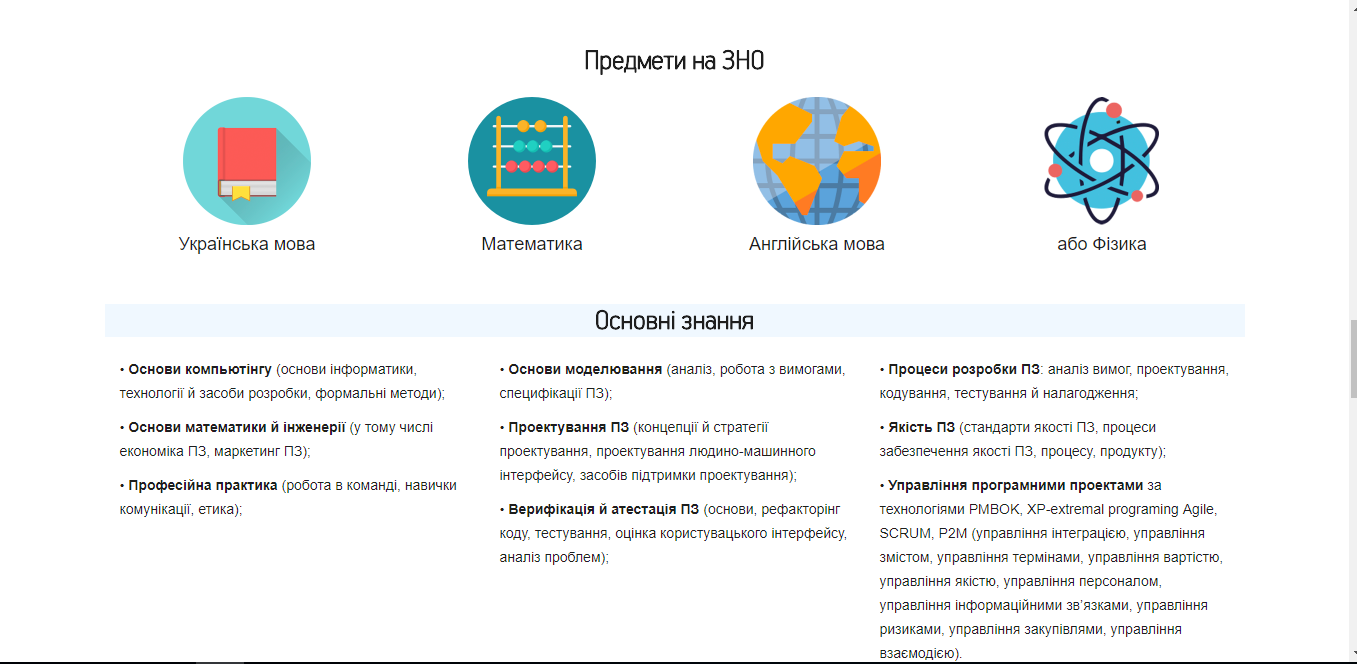 Предмети на ЗНО
Українська мова
Математика
Англійська мова
або Фізика
Основні знання
• Основи компьютінгу (основи інформатики,
технології й засоби розробки, формальні методи);
• Основи математики й інженерії (у тому числі
економіка ПЗ, маркетинг ПЗ);
• Професійна практика (робота в команді, навички
комунікації, етика);
• Основи моделювання (аналіз, робота з вимогами,
специфікації ПЗ);
• Проектування ПЗ (концепції й стратегії
проектування, проектування людино-машинного
інтерфейсу, засобів підтримки проектування);
• Верифікація й атестація ПЗ (основи, рефакторінг
коду, тестування, оцінка користувацького інтерфейсу,
аналіз проблем);
• Процеси розробки ПЗ: аналіз вимог, проектування,
кодування, тестування й налагодження;
• Якість ПЗ (стандарти якості ПЗ, процеси
забезпечення якості ПЗ, процесу, продукту);
• Управління програмними проектами за
технологіями PMBOK, XP-extremal programing Agile,
SCRUM, P2M (управління інтеграцією, управління
змістом, управління термінами, управління вартістю,
управління якістю, управління персоналом,
управління інформаційними зв’язками, управління
ризиками, управління закупівлями, управління
взаємодією).